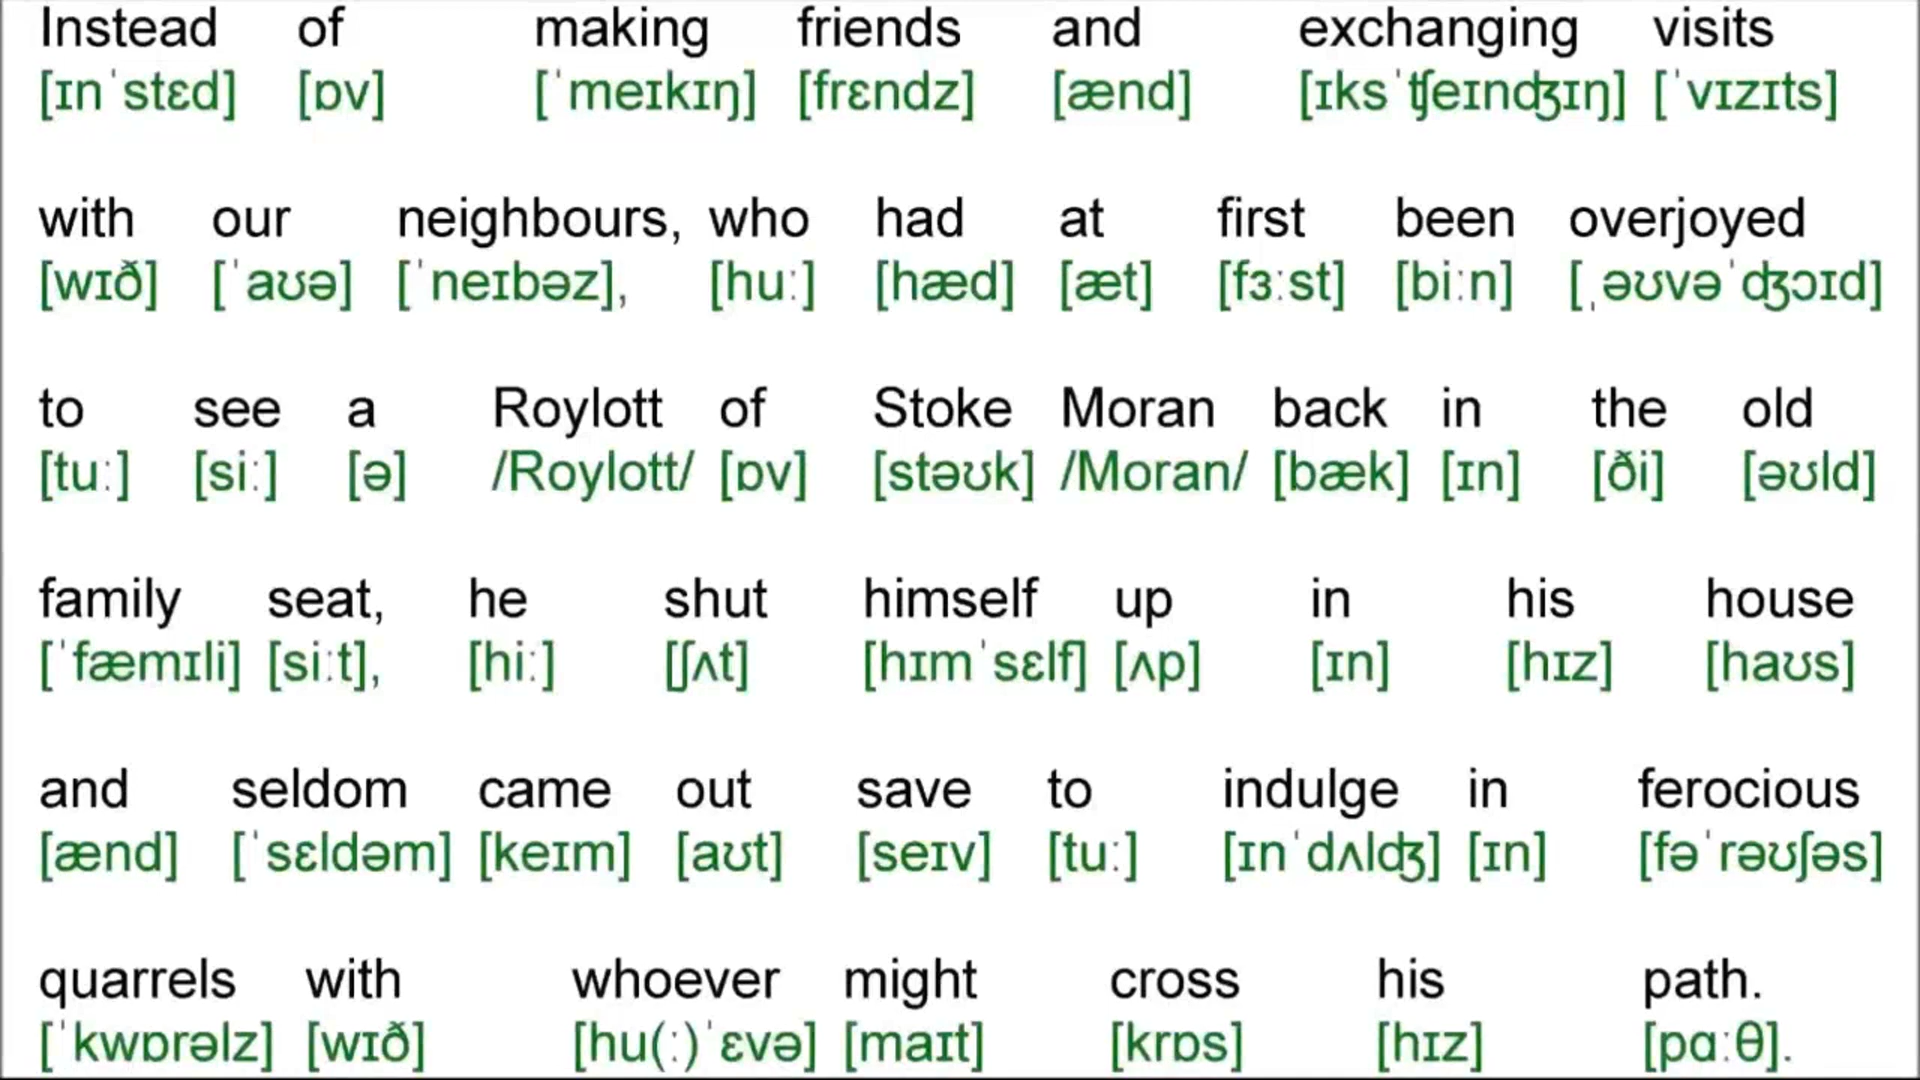 Instead of making friends and exchanging visits
[ɪnˈstɛd] [ɒv] [ˈmeɪkɪŋ] [frɛndz] [ænd] [ɪksˈʧeɪnʤɪŋ] [ˈvɪzɪts]
with our neighbours, who had at first been overjoyed
[wɪð] [ˈaʊə] [ˈneɪbəz], [huː] [hæd] [æt] [fɜːst] [biːn] [ˌəʊvəˈʤɔɪd]
to see a Roylott of Stoke Moran back in the old
[tuː] [siː] [ə] /Roylott/ [ɒv] [stəʊk] /Moran/ [bæk] [ɪn] [ði] [əʊld]
family seat, he shut himself up in his house
[ˈfæmɪli] [siːt], [hiː] [ʃʌt] [hɪmˈsɛlf] [ʌp] [ɪn] [hɪz] [haʊs]
and seldom came out save to indulge in ferocious
[ænd] [ˈsɛldəm] [keɪm] [aʊt] [seɪv] [tuː] [ɪnˈdʌlʤ] [ɪn] [fəˈrəʊʃəs]
quarrels with whoever might cross his path.
[ˈkwɒrəlz] [wɪð] [hu(ː)ˈɛvə] [maɪt] [krɒs] [hɪz] [pɑːθ].